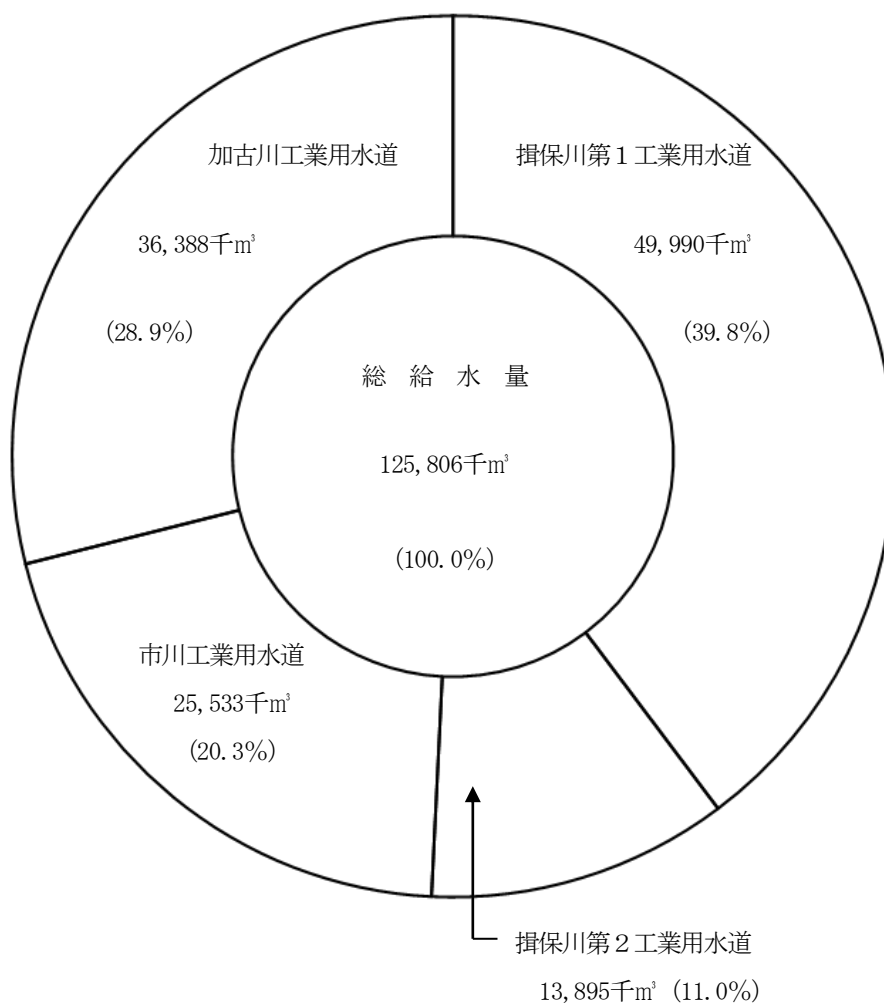 加古川工業用水道
36,388千㎥
(28.9%)
揖保川第１工業用水道
49,990千㎥
(39.8%)
総　給　水　量
125,806千㎥
(100.0%)
市川工業用水道
25,533千㎥
(20.3%)
揖保川第２工業用水道
13,895千㎥ (11.0%)